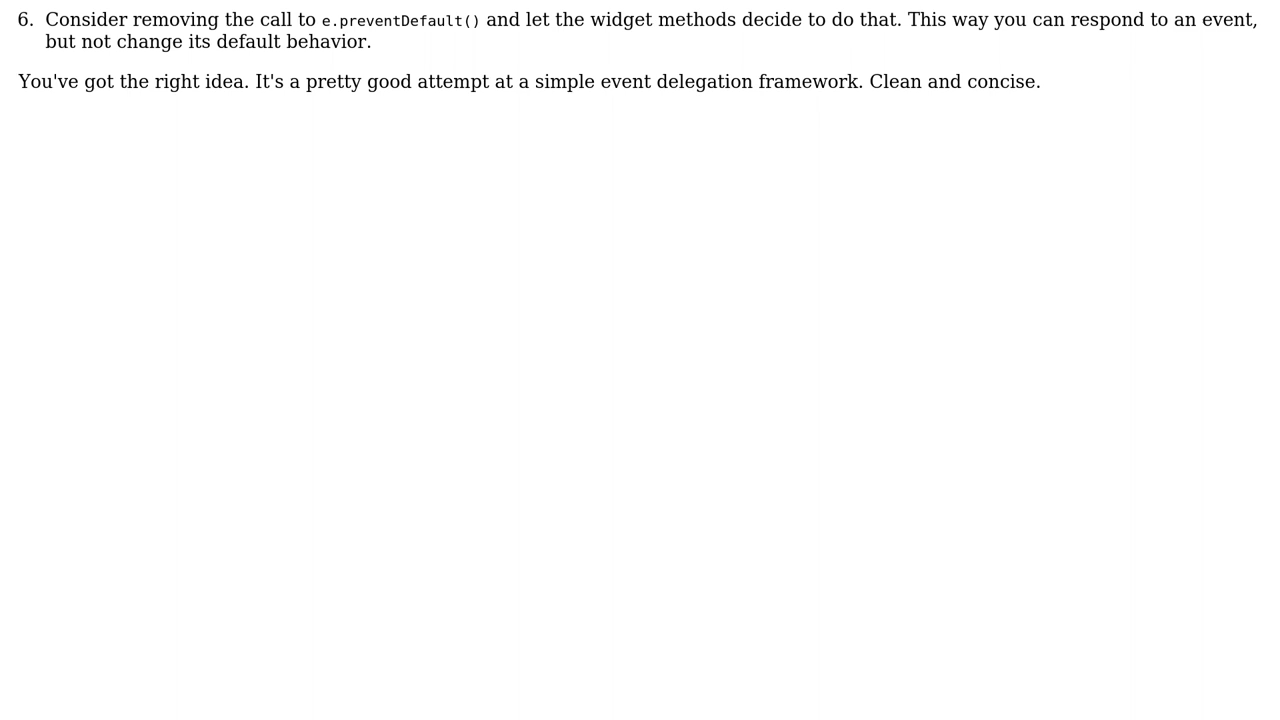 6. Consider removing the call to e.preventDefault() and let the widget methods decide to do that. This way you can respond to an event,
but not change its default behavior.
You've got the right idea. It's a pretty good attempt at a simple event delegation framework. Clean and concise.